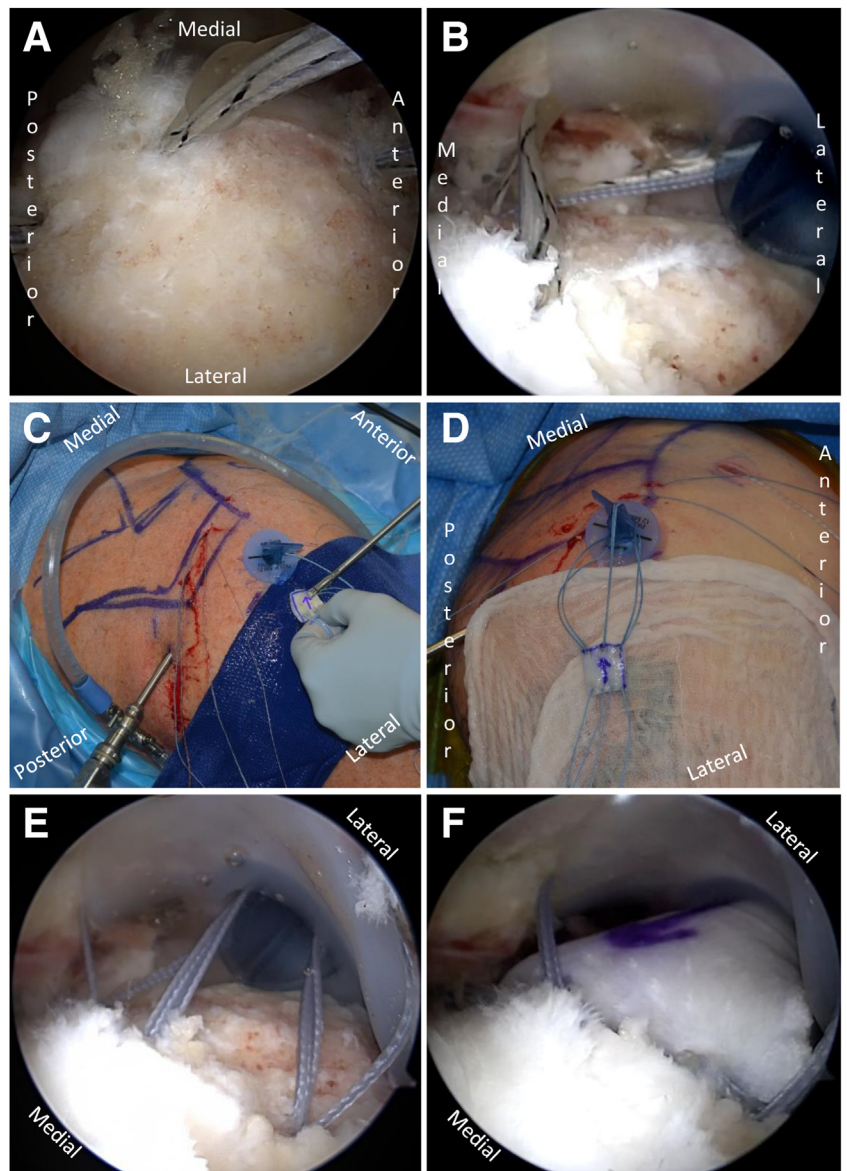 A
Medial
Posterior
Anterior
Lateral
B
Medial
Lateral
C
Medial
Anterior
Posterior
Lateral
D
Medial
Anterior
Posterior
Lateral
E
Lateral
Medial
F
Lateral
Medial